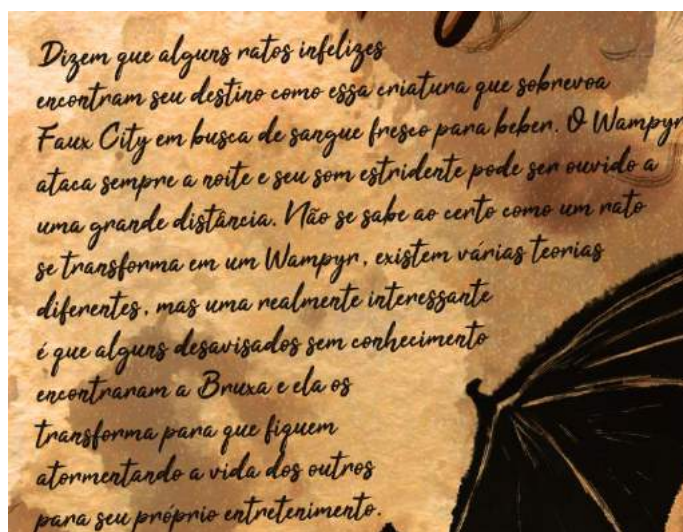 Dizem que alguns ratos infelizes
encontram seu destino como essa criatura que sobrevoa
Faux City em busca de sangue fresco para beber. O Wampyr
ataca sempre a noite e seu som estridente pode ser ouvido a
uma grande distância. Não se sabe ao certo como um rato
se transforma em um Wampyr, existem várias teorias
diferentes, mas uma realmente interessante
é que alguns desavisados sem conhecimento
encontraram a Bruxa e ela os
transforma para que fiquem
atormentando a vida dos outros
para seu próprio entretenimento.